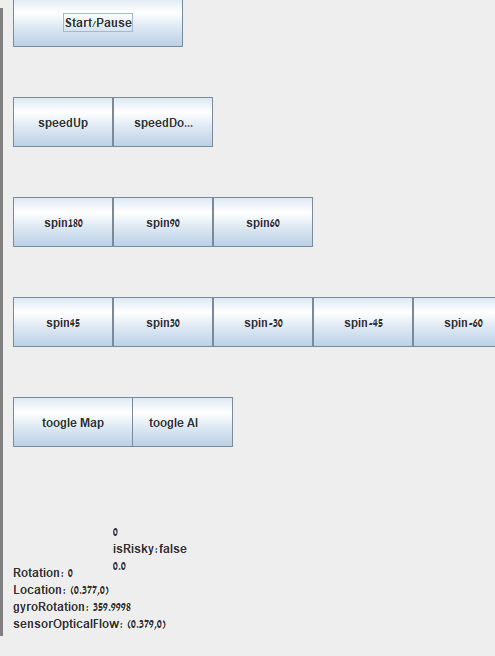 Start/Pause
speedUp speedDo...
spin180 spin90 spin60
spin45 spin30 spin-30 spin-45 spin-60
toogle Map toogle AI
0
isRisky:false
0.0
Rotation: 0
Location: (0.377,0)
gyroRotation: 359.9998
sensorOpticalFlow: (0.379,0)